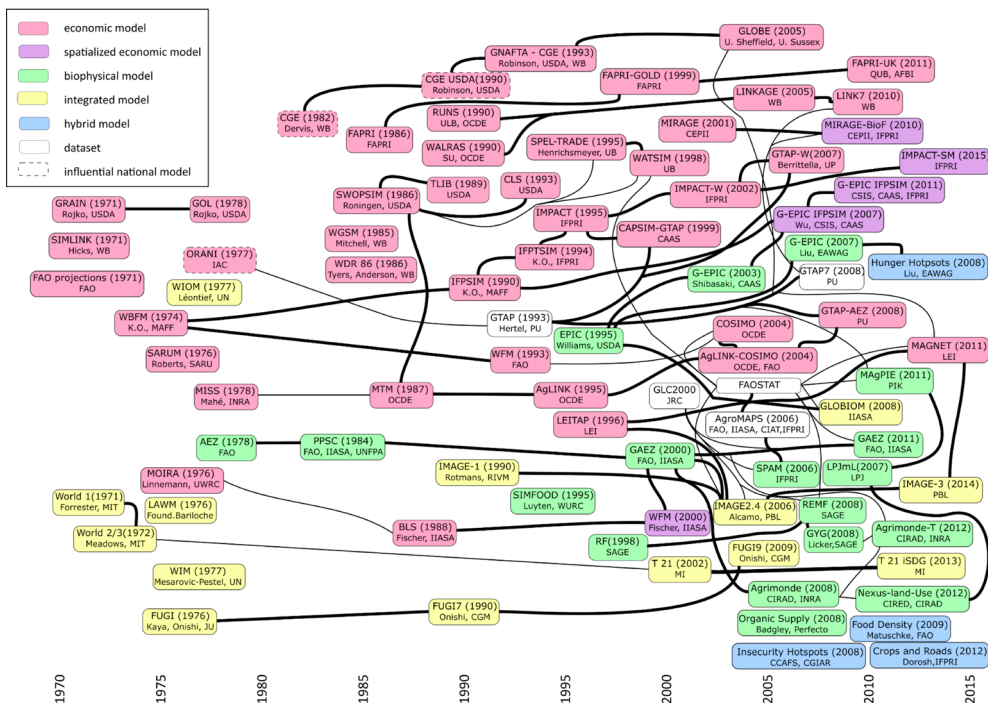 economic model
spatialized economic model
biophysical model
integrated model
hybrid model
dataset
influential national model
GLOBE (2005)
U. Sheffield, U. Sussex
GNAFTA - CGE (1993)
Robinson, USDA, WB
FAPRI-UK (2011)
QUB, AFBI
CGE USDA(1990)
Robinson, USDA
FAPRI-GOLD (1999)
FAPRI
LINKAGE (2005)
WB
LINK7 (2010)
WB
CGE (1982)
Dervis, WB
FAPRI (1986)
FAPRI
RUNS (1990)
ULB, OCDE
MIRAGE (2001)
CEPII
MIRAGE-BioF (2010)
CEPII, IFPRI
WALRAS (1990)
SU, OCDE
SPEL-TRADE (1995)
Henrichsmeyer, UB
WATSIM (1998)
UB
GTAP-W(2007)
Berrittella, UP
IMPACT-SM (2015)
IFPRI
TLIB (1989)
USDA
CLS (1993)
USDA
SWOPSIM (1986)
Roningen, USDA
IMPACT-W (2002)
IFPRI
G-EPIC IFPSIM (2011)
CSIS, CAAS, IFPRI
GRAIN (1971)
Rojko, USDA
GOL (1978)
Rojko, USDA
IMPACT (1995)
IFPRI
G-EPIC IFPSIM (2007)
Wu, CSIS, CAAS
WGSM (1985)
Mitchell, WB
CAPSIM-GTAP (1999)
CAAS
SIMLINK (1971)
Hicks, WB
ORANI (1977)
IAC
IFPTSIM (1994)
K.O., IFPRI
G-EPIC (2007)
Liu, EAWAG
Hunger Hotpsots (2008)
Liu, EAWAG
WDR 86 (1986)
Tyers, Anderson, WB
FAO projections (1971)
FAO
IFPSIM (1990)
K.O., MAFF
G-EPIC (2003)
Shibasaki, CAAS
GTAP7 (2008)
PU
WIOM (1977)
Léontief, UN
WBFM (1974)
K.O., MAFF
GTAP (1993)
Hertel, PU
GTAP-AEZ (2008)
PU
EPIC (1995)
Williams, USDA
COSIMO (2004)
OCDE
SARUM (1976)
Roberts, SARU
WFM (1993)
FAO
AgLINK-COSIMO (2004)
OCDE, FAO
MAGNET (2011)
LEI
MISS (1978)
Mahé, INRA
MTM (1987)
OCDE
AgLINK (1995)
OCDE
GLC2000
JRC
FAOSTAT
MAgPIE (2011)
PIK
LEITAP (1996)
LEI
AgroMAPS (2006)
FAO, IIASA, CIAT,IFPRI
GLOBIOM (2008)
IIASA
AEZ (1978)
FAO
PPSC (1984)
FAO, IIASA, UNFPA
GAEZ (2000)
FAO, IIASA
GAEZ (2011)
FAO, IIASA
MOIRA (1976)
Linnemann, UWRC
IMAGE-1 (1990)
Rotmans, RIVM
SPAM (2006)
IFPRI
LPJmL(2007)
LPJ
World 1(1971)
Forrester, MIT
LAWM (1976)
Found.Bariloche
SIMFOOD (1995)
Luyten, WURC
IMAGE-3 (2014)
PBL
IMAGE2.4 (2006)
Alcamo, PBL
REMF (2008)
SAGE
World 2/3(1972)
Meadows, MIT
BLS (1988)
Fischer, IIASA
WFM (2000)
Fischer, IIASA
GYG (2008)
Licker,SAGE
Agrimonde-T (2012)
CIRAD, INRA
RF(1998)
SAGE
FUGI9 (2009)
Onishi, CGM
WIM (1977)
Mesarovic-Pestel, UN
T 21 (2002)
MI
T 21 iSDG (2013)
MI
Agrimonde (2008)
CIRAD, INRA
Nexus-land-Use (2012)
CIRED, CIRAD
FUGI (1976)
Kaya, Onishi, JU
FUGI7 (1990)
Onishi, CGM
Organic Supply (2008)
Badgley, Perfecto
Food Density (2009)
Matuschke, FAO
Insecurity Hotspots (2008)
CCAFS, CGIAR
Crops and Roads (2012)
Dorosh,IFPRI
1970
1975
1980
1985
1990
1995
2000
2005
2010
2015